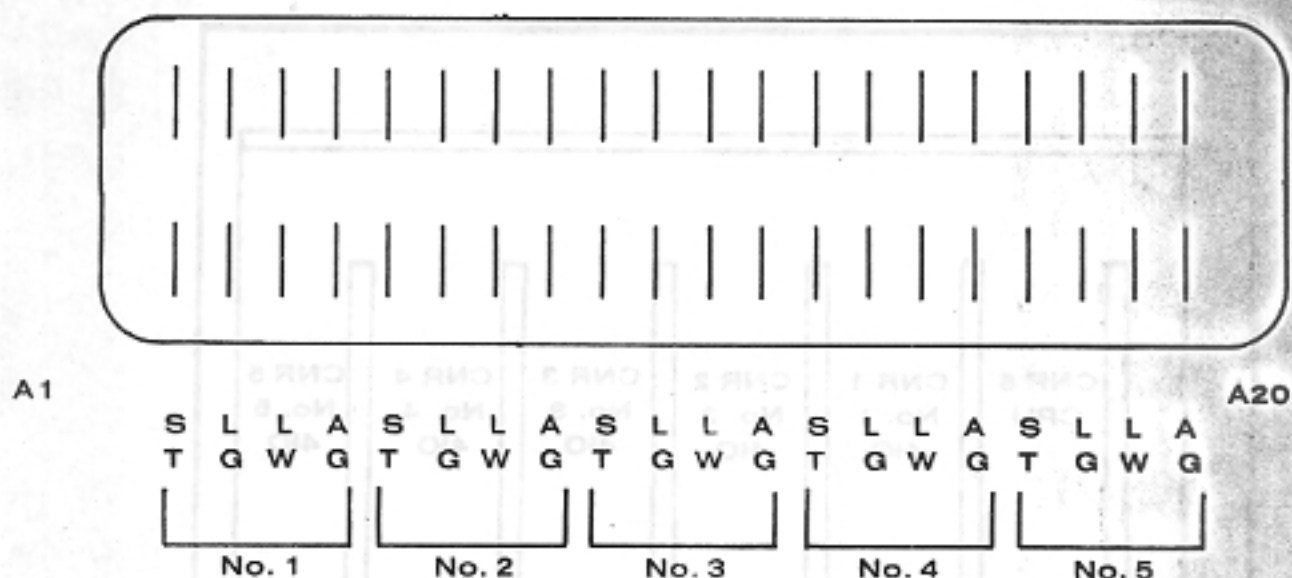 A1 A20
S L L A S L L A S L L A S L L A S L L A
T G W G T G W G T G W G T G W G T G W G
No. 1 No. 2 No. 3 No. 4 No. 5